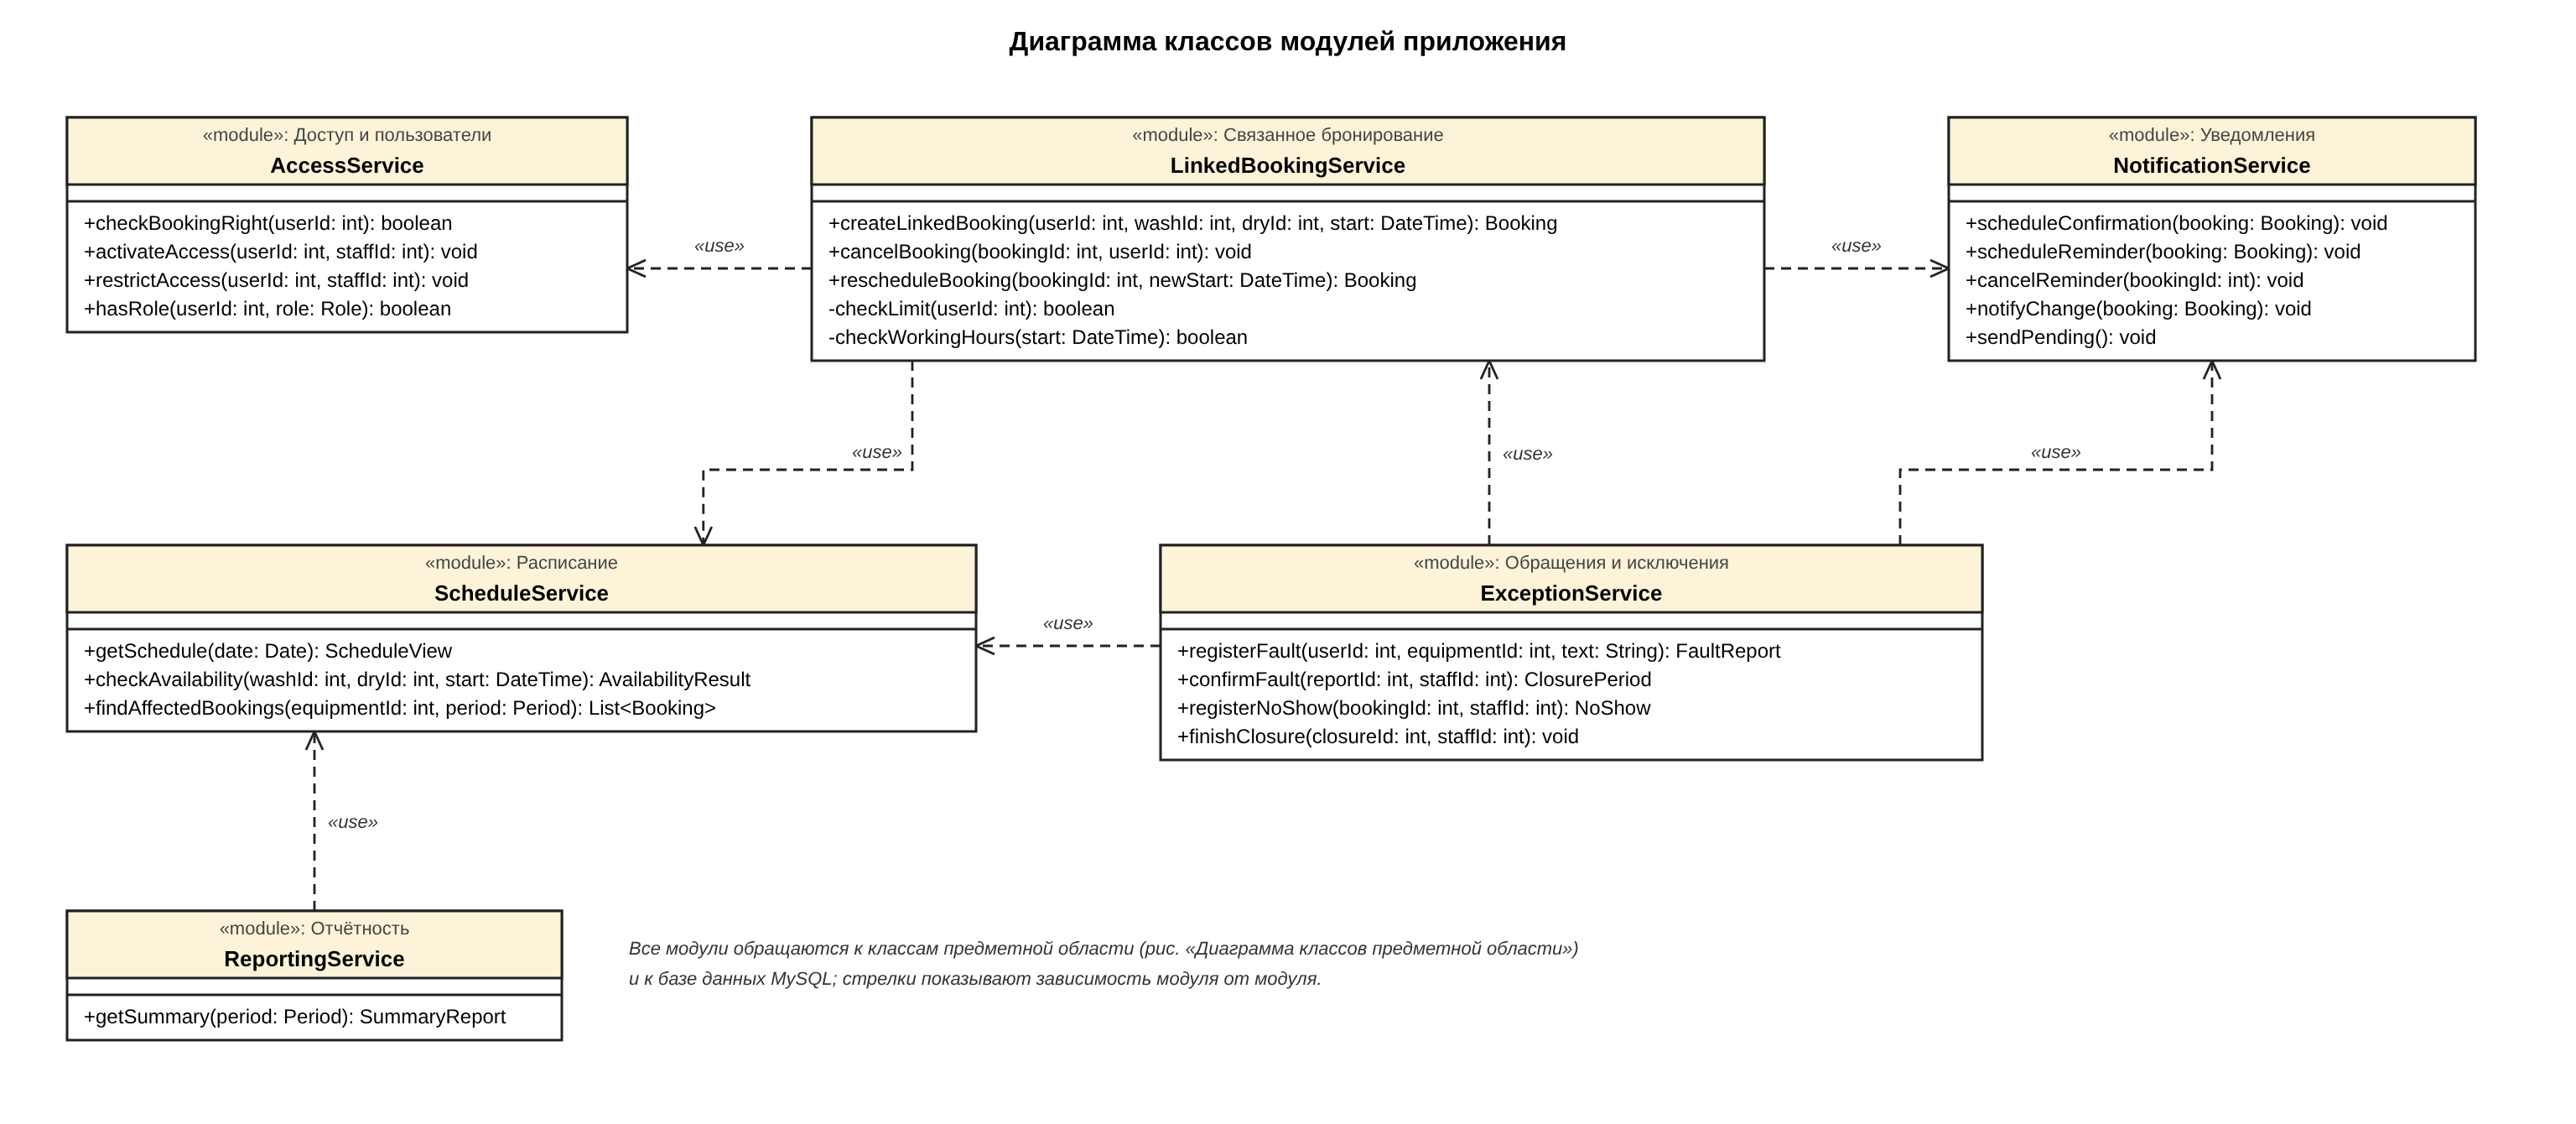 Диаграмма классов модулей приложения
«module»: Доступ и пользователи
AccessService
+checkBookingRight(userId: int): boolean
+activateAccess(userId: int, staffId: int): void
+restrictAccess(userId: int, staffId: int): void
+hasRole(userId: int, role: Role): boolean
«use»
«module»: Связанное бронирование
LinkedBookingService
+createLinkedBooking(userId: int, washId: int, dryId: int, start: DateTime): Booking
+cancelBooking(bookingId: int, userId: int): void
+rescheduleBooking(bookingId: int, newStart: DateTime): Booking
-checkLimit(userId: int): boolean
-checkWorkingHours(start: DateTime): boolean
«use»
«module»: Уведомления
NotificationService
+scheduleConfirmation(booking: Booking): void
+scheduleReminder(booking: Booking): void
+cancelReminder(bookingId: int): void
+notifyChange(booking: Booking): void
+sendPending(): void
«use»
«use»
«use»
«module»: Расписание
ScheduleService
+getSchedule(date: Date): ScheduleView
+checkAvailability(washId: int, dryId: int, start: DateTime): AvailabilityResult
+findAffectedBookings(equipmentId: int, period: Period): List<Booking>
«use»
«module»: Обращения и исключения
ExceptionService
+registerFault(userId: int, equipmentId: int, text: String): FaultReport
+confirmFault(reportId: int, staffId: int): ClosurePeriod
+registerNoShow(bookingId: int, staffId: int): NoShow
+finishClosure(closureId: int, staffId: int): void
«use»
«module»: Отчётность
ReportingService
+getSummary(period: Period): SummaryReport
Все модули обращаются к классам предметной области (рис. «Диаграмма классов предметной области»)
и к базе данных MySQL; стрелки показывают зависимость модуля от модуля.